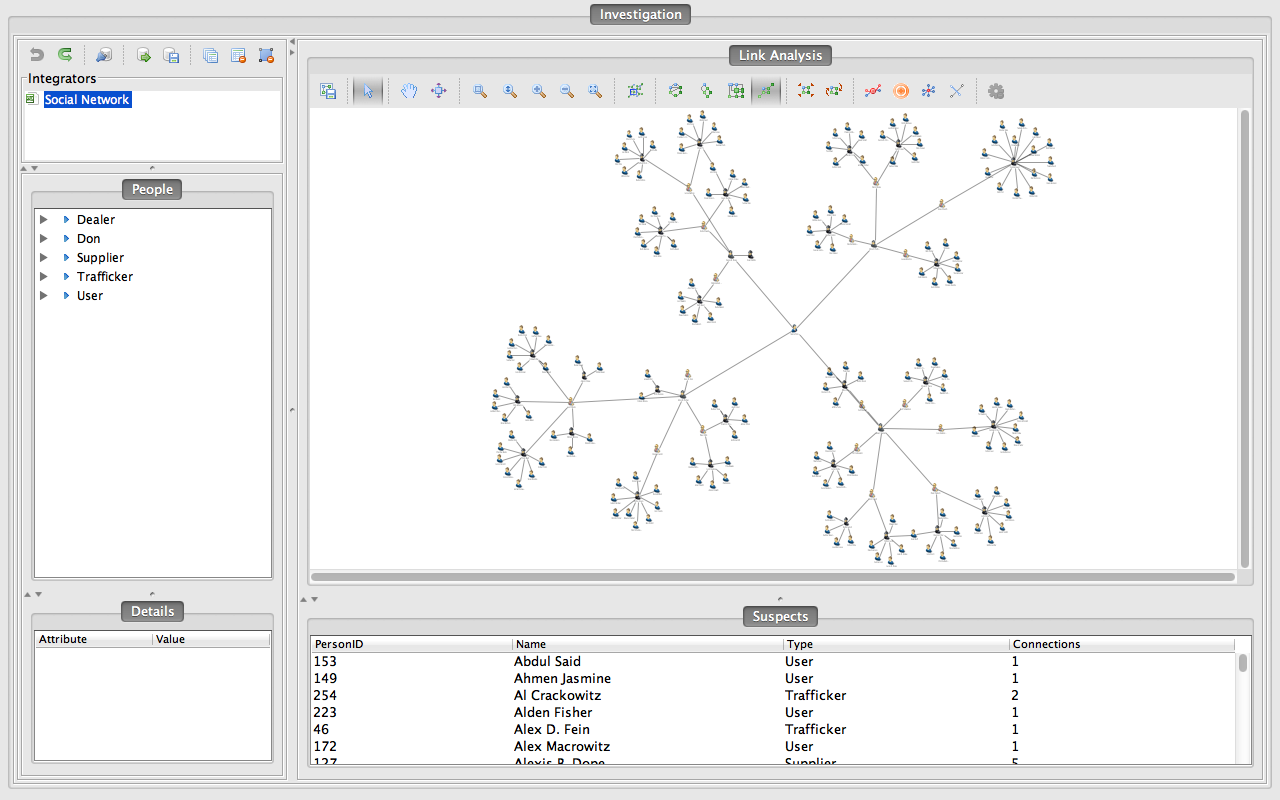 Investigation
Integrators
Social Network
People
Dealer
Don
Supplier
Trafficker
User
Details
Attribute Value
Link Analysis
Suspects
PersonID Name Type Connections
153 Abdul Said User 1
149 Ahmen Jasmine User 1
254 Al Crackowitz Trafficker 2
223 Alden Fisher User 1
46 Alex D. Fein Trafficker 1
172 Alex Macrowitz User 1
127 Alexis B. Dope Supplier 5